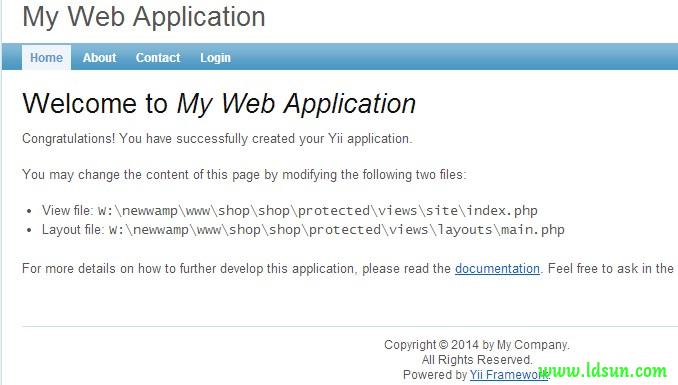 My Web Application
Home About Contact Login
Welcome to My Web Application
Congratulations! You have successfully created your Yii application.
You may change the content of this page by modifying the following two files:
• View file: W:\newwamp\www\shop\shop\protected\views\site\index.php
• Layout file: W:\newwamp\www\shop\shop\protected\views\layouts\main.php
For more details on how to further develop this application, please read the documentation. Feel free to ask in the
Copyright © 2014 by My Company.
All Rights Reserved.
Powered by Yii Framework.
www.ldsun.com